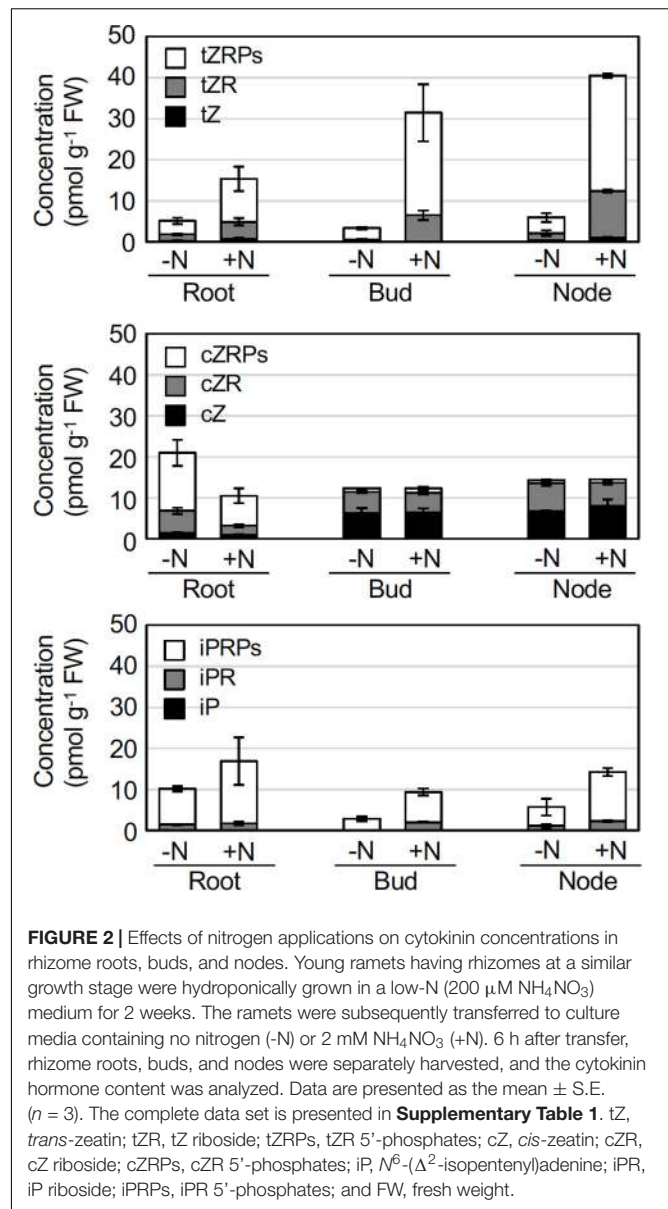 50
40
30
20
10
0
Concentration
(pmol g-1 FW)
tZRPs
tZR
tZ
-N +N -N +N -N +N
Root Bud Node
50
40
30
20
10
0
Concentration
(pmol g-1 FW)
cZRPs
cZR
cZ
-N +N -N +N -N +N
Root Bud Node
50
40
30
20
10
0
Concentration
(pmol g-1 FW)
iPRPs
iPR
iP
-N +N -N +N -N +N
Root Bud Node
FIGURE 2 | Effects of nitrogen applications on cytokinin concentrations in
rhizome roots, buds, and nodes. Young ramets having rhizomes at a similar
growth stage were hydroponically grown in a low-N (200 μM NH4NO3)
medium for 2 weeks. The ramets were subsequently transferred to culture
media containing no nitrogen (-N) or 2 mM NH4NO3 (+N). 6 h after transfer,
rhizome roots, buds, and nodes were separately harvested, and the cytokinin
hormone content was analyzed. Data are presented as the mean ± S.E.
(n = 3). The complete data set is presented in Supplementary Table 1. tZ,
trans-zeatin; tZR, tZ riboside; tZRPs, tZR 5'-phosphates; cZ, cis-zeatin; cZR,
cZ riboside; cZRPs, cZR 5'-phosphates; iP, N6-(Δ2-isopentenyl)adenine; iPR,
iP riboside; iPRPs, iPR 5'-phosphates; and FW, fresh weight.